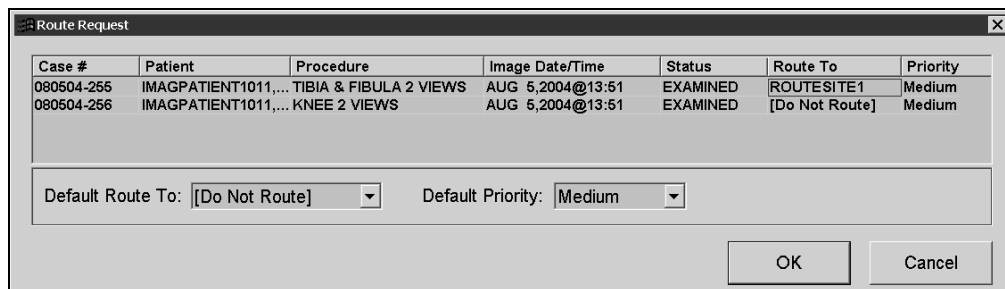 Route Request
Case # Patient Procedure Image Date/Time Status Route To Priority
080504-255 IMAGPATIENT1011,... TIBIA & FIBULA 2 VIEWS AUG 5,2004@13:51 EXAMINED ROUTESITE1 Medium
080504-256 IMAGPATIENT1011,... KNEE 2 VIEWS AUG 5,2004@13:51 EXAMINED [Do Not Route] Medium
Default Route To: [Do Not Route] Default Priority: Medium
OK Cancel